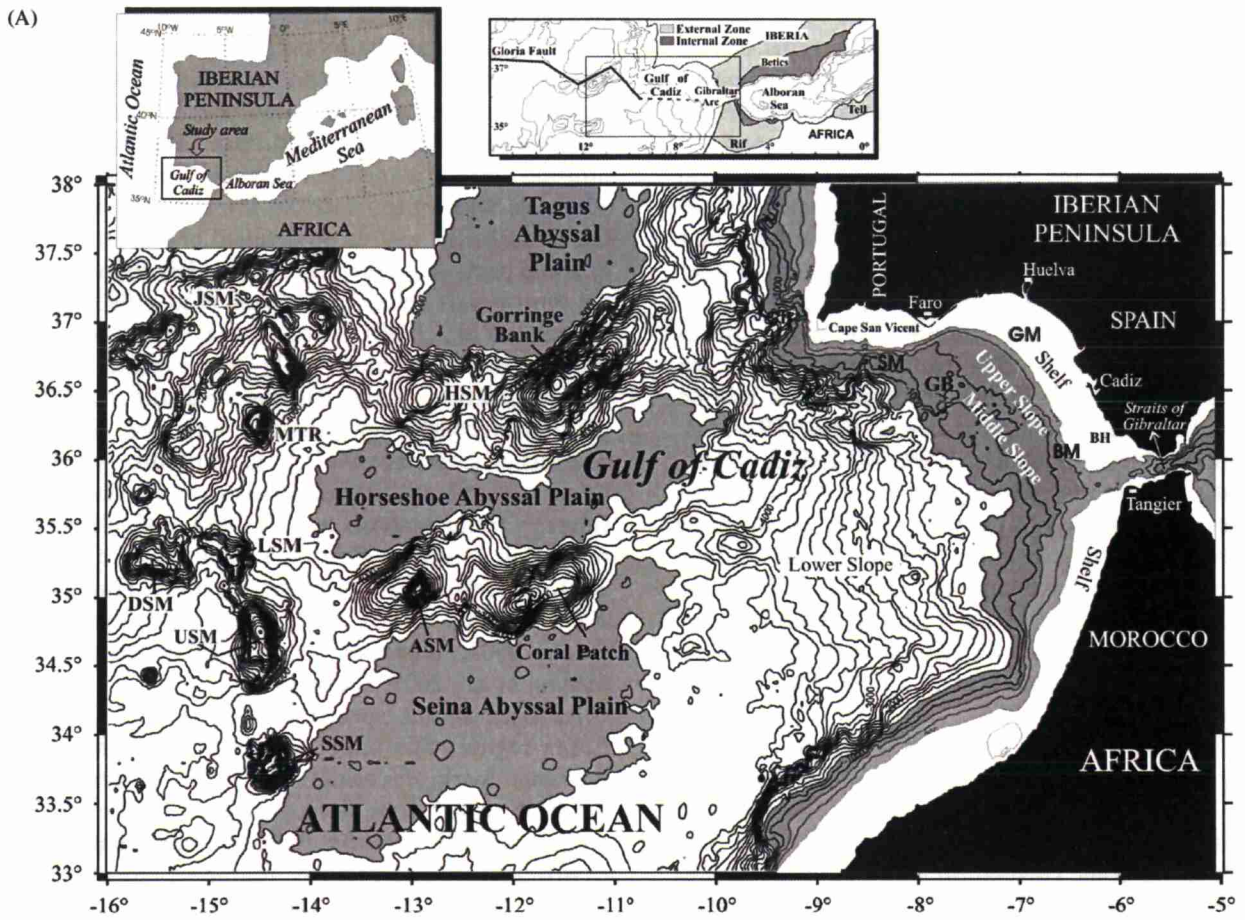 (A)
10°W
5°W
0°
5°E
10°E
45°N
40°N
35°N
Atlantic Ocean
IBERIAN
PENINSULA
Study area
Mediterranean
Sea
Gulf of
Cadiz
Alboran Sea
AFRICA
External Zone
Internal Zone
IBERIA
Gloria Fault
37°
35°
Betics
Gulf of
Cadiz
Gibraltar
Arc
Alboran
Sea
Tell
AFRICA
Rif
12°
8°
4°
0°
38°
37.5°
37°
36.5°
36°
35.5°
35°
34.5°
34°
33.5°
33°
Tagus
Abyssal
Plain
JSM
Gorringe
Bank
HSM
MTR
PORTUGAL
IBERIAN
PENINSULA
Huelva
Faro
Cape San Vicent
GM
SPAIN
SM
GB
Upper Slope
Middle Slope
Shelf
Cadiz
Straits of
Gibraltar
BH
BM
Tangier
Gulf of Cadiz
Horseshoe Abyssal Plain
LSM
DSM
USM
ASM
Coral Patch
Lower Slope
Shelf
MOROCCO
Seina Abyssal Plain
SSM
AFRICA
ATLANTIC OCEAN
-16°
-15°
-14°
-13°
-12°
-11°
-10°
-9°
-8°
-7°
-6°
-5°